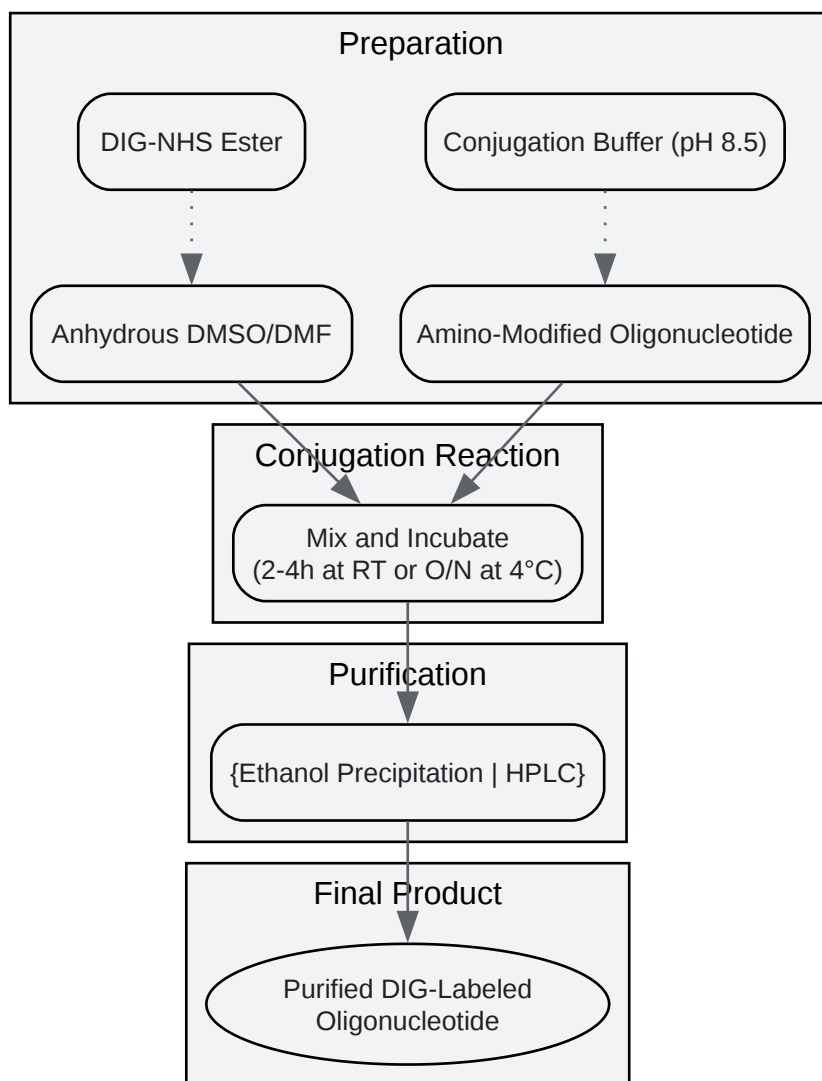 Preparation
DIG-NHS Ester
Conjugation Buffer (pH 8.5)
Anhydrous DMSO/DMF
Amino-Modified Oligonucleotide
Conjugation Reaction
Mix and Incubate
(2-4h at RT or O/N at 4°C)
Purification
{Ethanol Precipitation | HPLC}
Final Product
Purified DIG-Labeled
Oligonucleotide